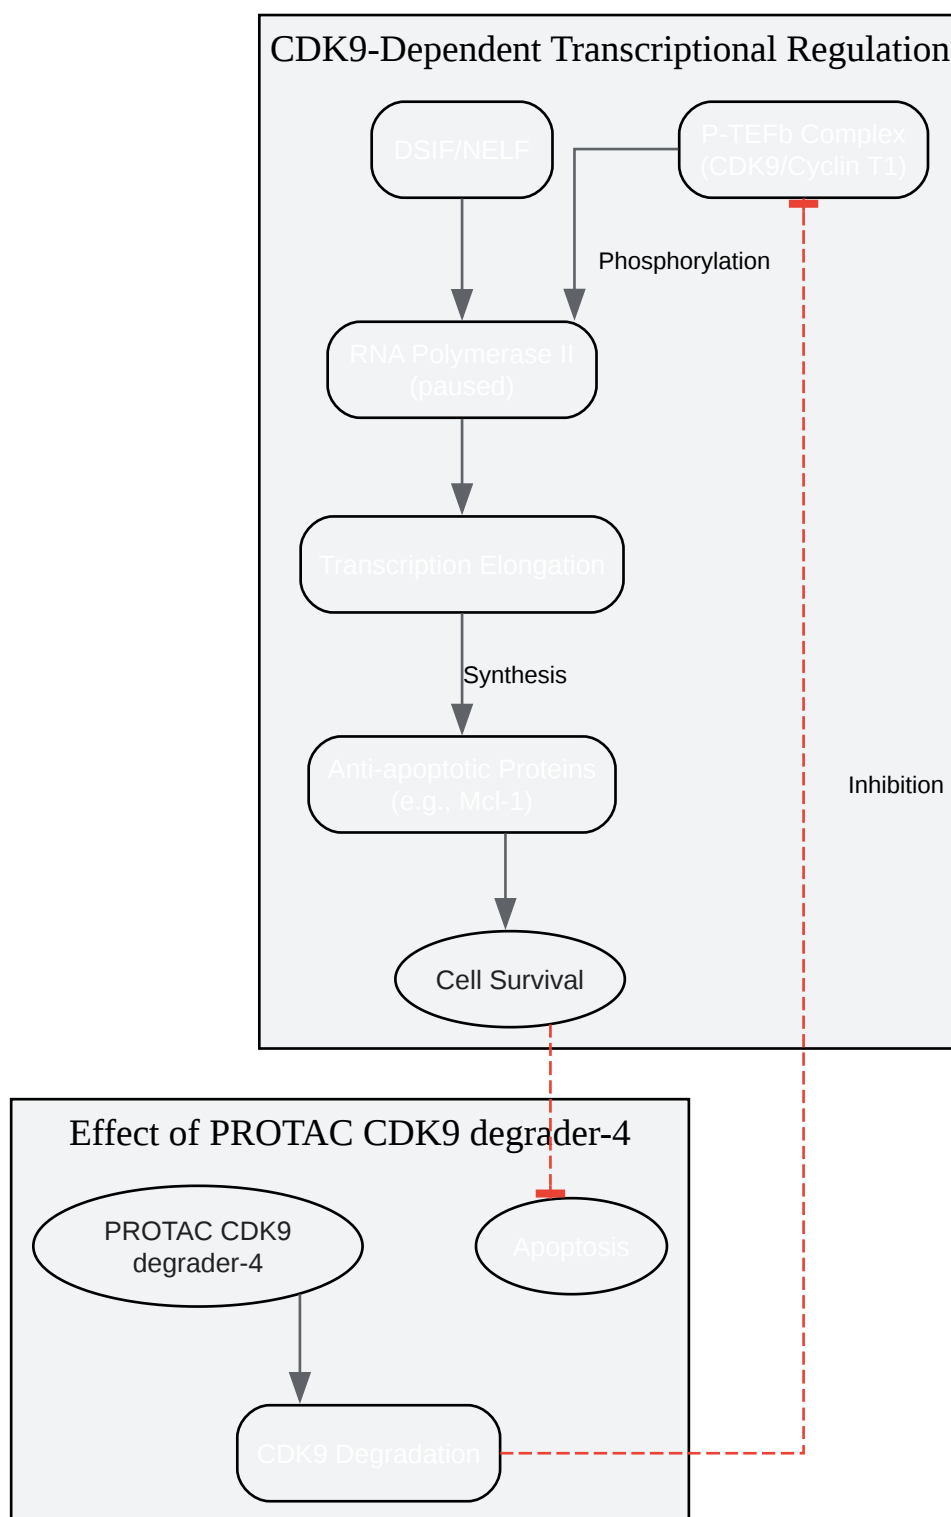 CDK9-Dependent Transcriptional Regulation
DSIF/NELF
P-TEFb Complex
(CDK9/Cyclin T1)
Phosphorylation
RNA Polymerase II
(paused)
Transcription Elongation
Synthesis
Anti-apoptotic Proteins
(e.g., Mcl-1)
Inhibition
Cell Survival
Effect of PROTAC CDK9 degrader-4
PROTAC CDK9
degrader-4
Apoptosis
CDK9 Degradation